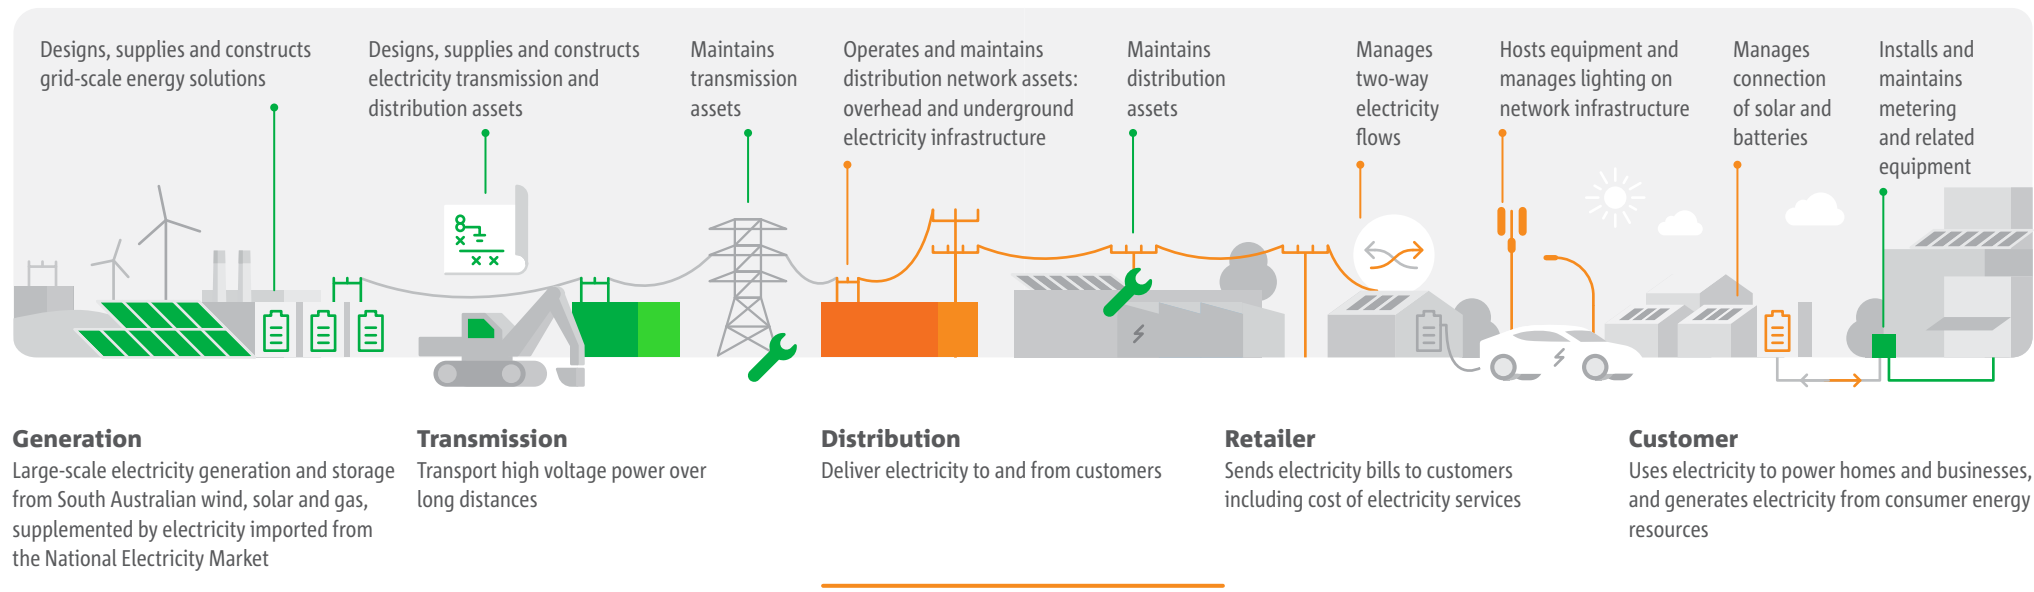 Designs, supplies and constructs
grid-scale energy solutions
Designs, supplies and constructs
electricity transmission and
distribution assets
Maintains
transmission
assets
Operates and maintains
distribution network assets:
overhead and underground
electricity infrastructure
Maintains
distribution
assets
Manages
two-way
electricity
flows
Hosts equipment and
manages lighting on
network infrastructure
Manages
connection
of solar and
batteries
Installs and
maintains
metering
and related
equipment
Generation
Large-scale electricity generation and storage
from South Australian wind, solar and gas,
supplemented by electricity imported from
the National Electricity Market
Transmission
Transport high voltage power over
long distances
Distribution
Deliver electricity to and from customers
Retailer
Sends electricity bills to customers
including cost of electricity services
Customer
Uses electricity to power homes and businesses,
and generates electricity from consumer energy
resources